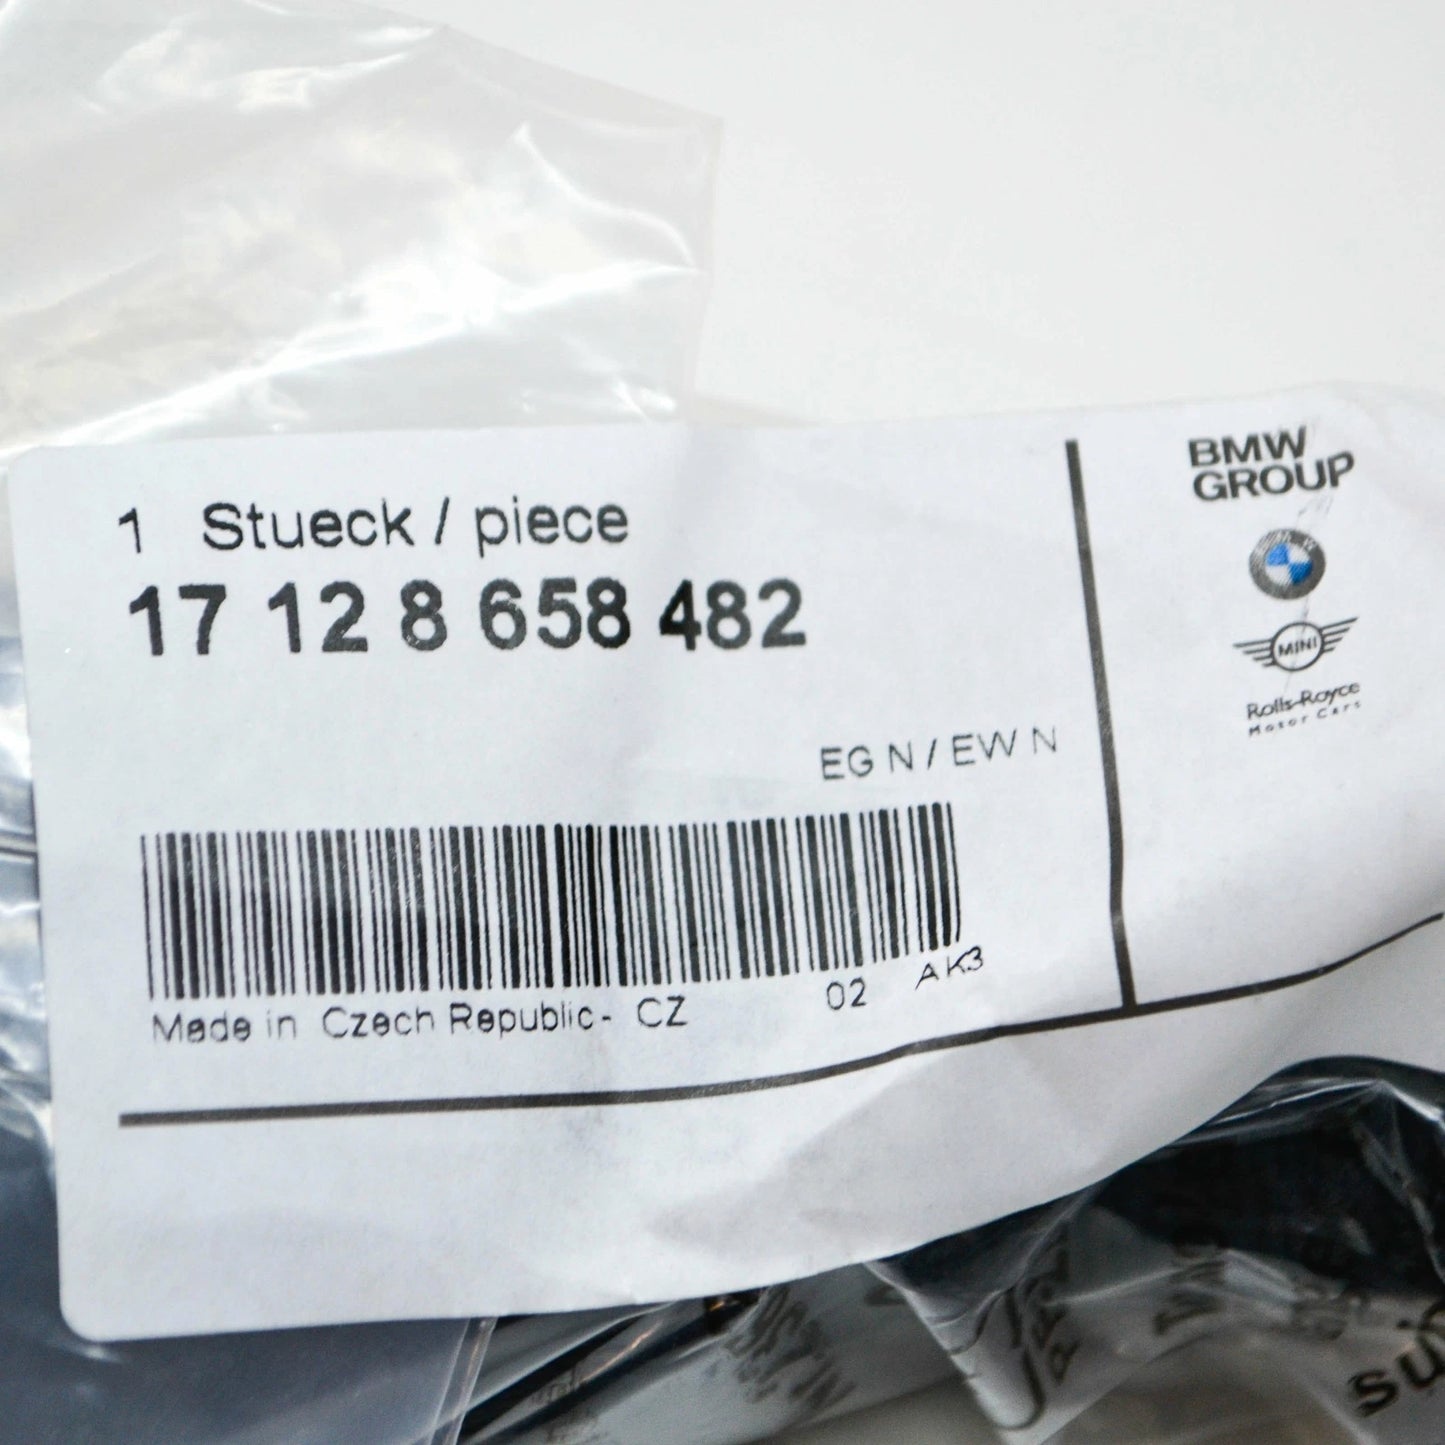 1 Stueck / piece
17 12 8 658 482
EG N / EW N
Made in Czech Republic - CZ 02 AK3
BMW
GROUP
MINI
Rolls-Royce
Motor Cars